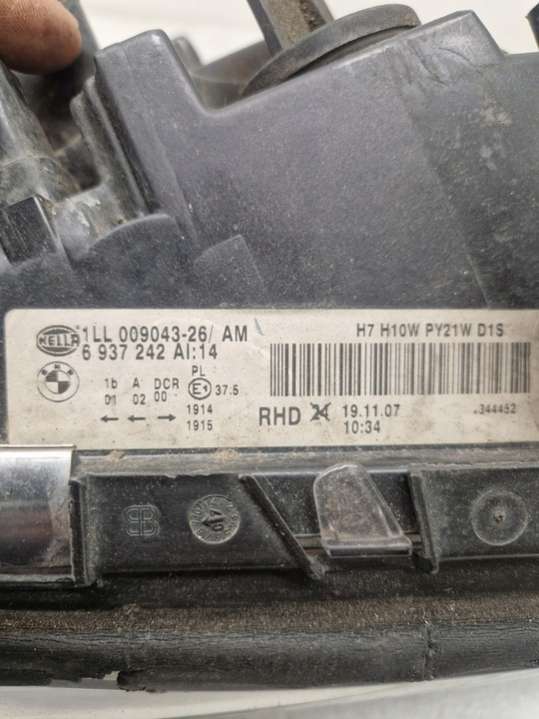 HELLA
1LL 009043-26/ AM
6 937 242 AI:14
H7 H10W PY21W D1S
PL
1b A DCR E1 37.5
01 02 00
← ← → 1914
1915
RHD 24 19.11.07
10:34
344452